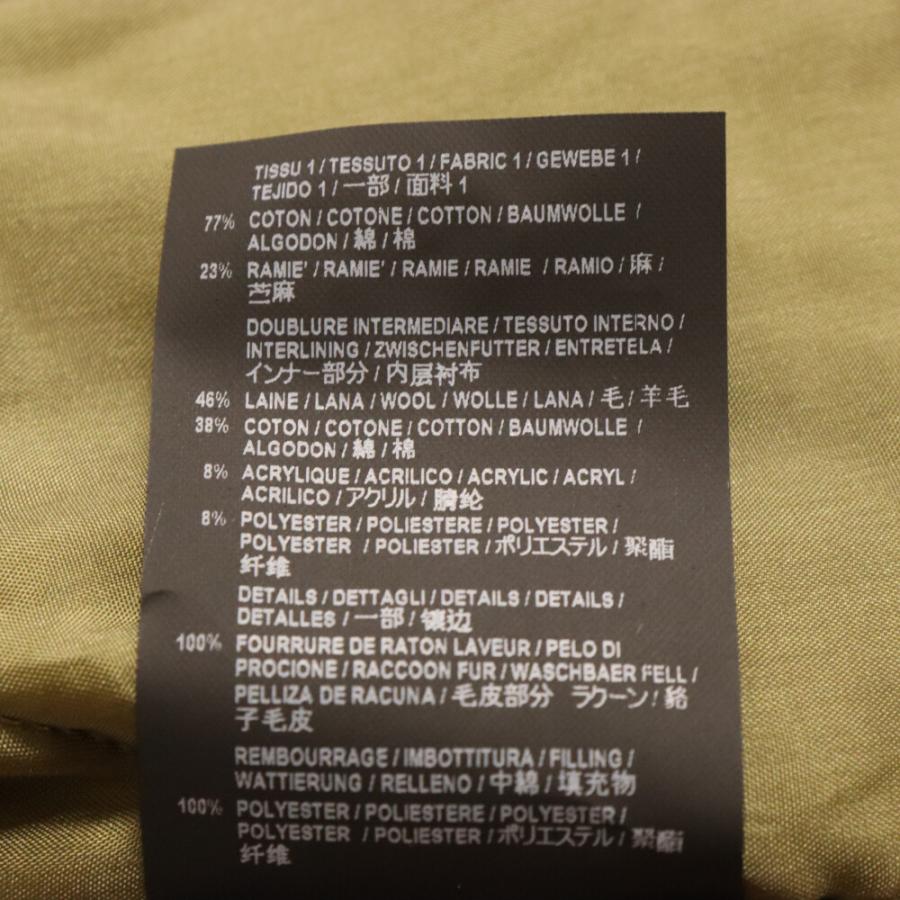 TISSU 1 / TESSUTO 1 / FABRIC 1 / GEWEBE 1 /
TEJIDO 1 / 一部 / 面料 1
77% COTON / COTONE / COTTON / BAUMWOLLE /
ALGODON / 綿 / 棉
23% RAMIE' / RAMIE' / RAMIE / RAMIE / RAMIO / 麻 /
苎麻
DOUBLURE INTERMEDIARE / TESSUTO INTERNO /
INTERLINING / ZWISCHENFUTTER / ENTRETELA /
インナー部分 / 内层衬布
46% LAINE / LANA / WOOL / WOLLE / LANA / 毛 / 羊毛
38% COTON / COTONE / COTTON / BAUMWOLLE /
ALGODON / 綿 / 棉
8% ACRYLIQUE / ACRILICO / ACRYLIC / ACRYL /
ACRILICO / アクリル / 腈纶
8% POLYESTER / POLIESTERE / POLYESTER /
POLYESTER / POLIESTER / ポリエステル / 聚酯
纤维
DETAILS / DETTAGLI / DETAILS / DETAILS /
DETALLES / 一部 / 镶边
100% FOURRURE DE RATON LAVEUR / PELO DI
PROCIONE / RACCOON FUR / WASCHBAER FELL /
PELLIZA DE RACUNA / 毛皮部分 ラクーン / 貉
子毛皮
REMBOURRAGE / IMBOTTITURA / FILLING /
WATTIERUNG / RELLENO / 中綿 / 填充物
100% POLYESTER / POLIESTERE / POLYESTER /
POLYESTER / POLIESTER / ポリエステル / 聚酯
纤维